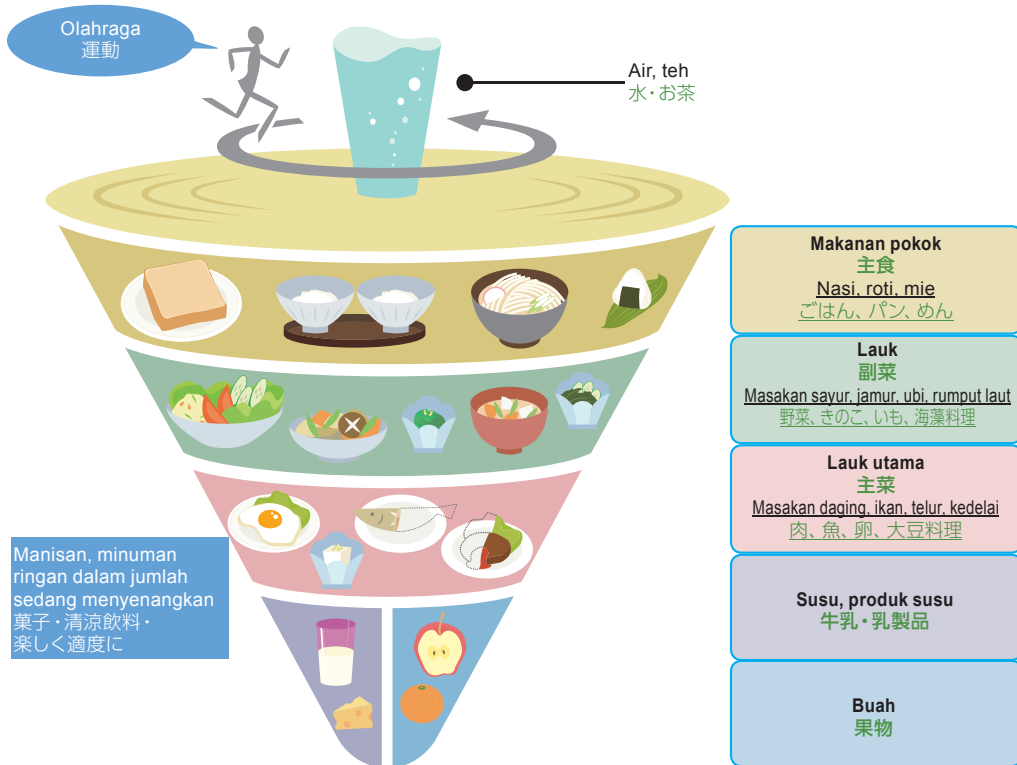 Olahraga
運動
Air, teh
水・お茶
Makanan pokok
主食
Nasi, roti, mie
ごはん、パン、めん
Lauk
副菜
Masakan sayur, jamur, ubi, rumput laut
野菜、きのこ、いも、海藻料理
Lauk utama
主菜
Masakan daging, ikan, telur, kedelai
肉、魚、卵、大豆料理
Manisan, minuman
ringan dalam jumlah
sedang menyenangkan
菓子・清涼飲料・
楽しく適度に
Susu, produk susu
牛乳・乳製品
Buah
果物